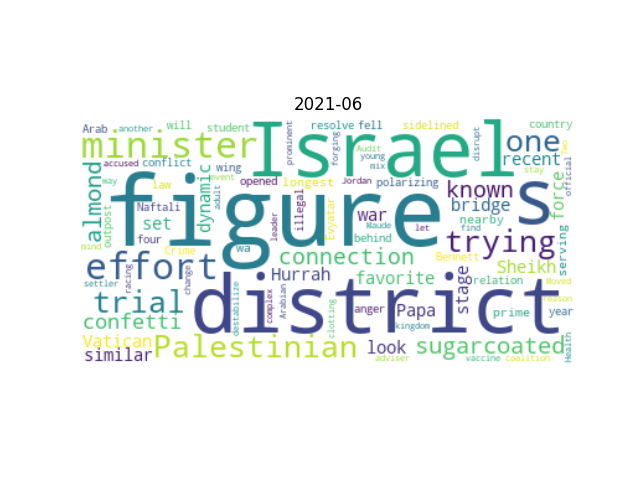 2021-06
Arab another will student resolve fell sidelined country
minister Israel one
prominent forging Audit young disrupt Two
accused conflict wing opened longest mix Jordan polarizing recent official
almond way law dynamic adult illegal Evyatar known stay force
outpost Naftali figure s bridge
set four war nearby
mind Crime wa leader behind Maude let trying find serving
effort connection Bennett Sheikh
settler racing change Hurrah favorite stage relation Moved reason
trial destabilize complex Arabian anger Papa prime year
district
confetti clotting kingdom
Vatican Palestinian look sugarcoated
similar event adviser vaccine coalition Health